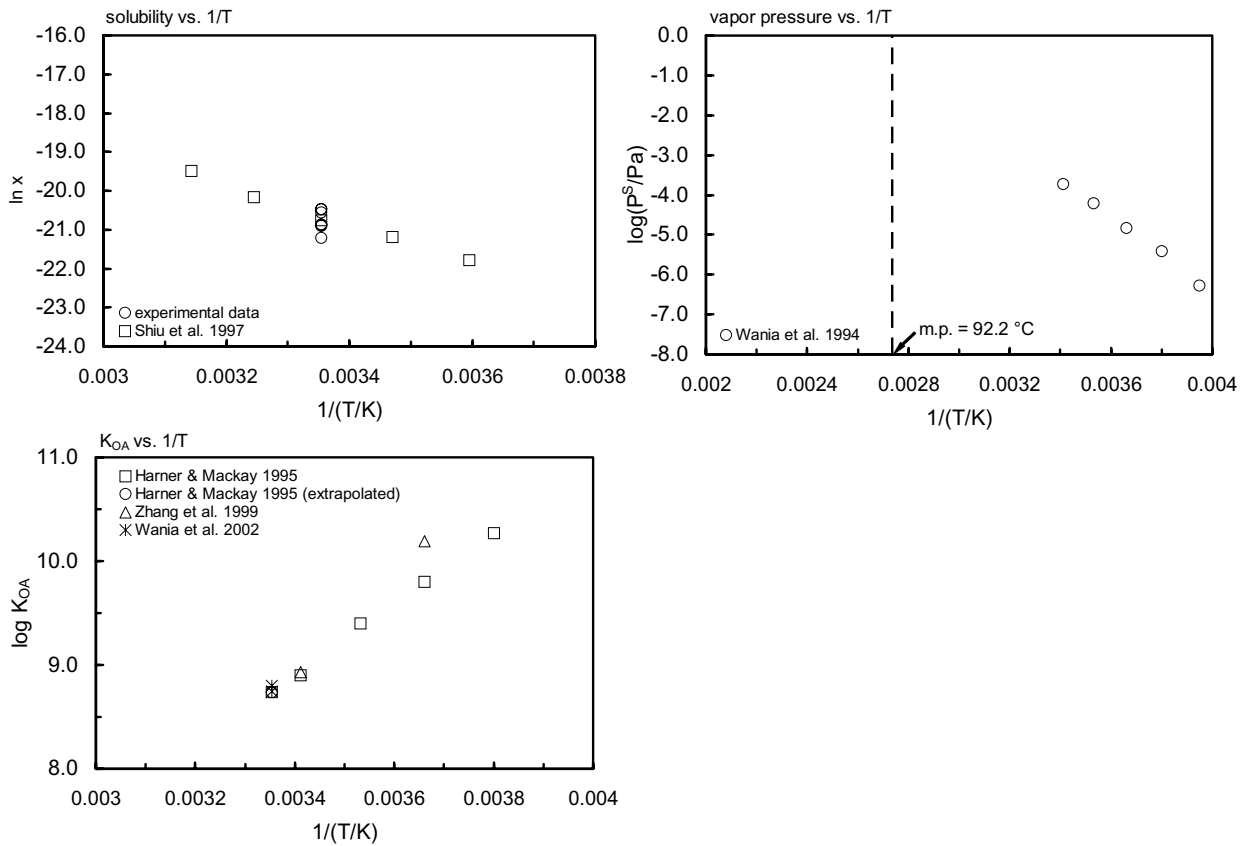 solubility vs. 1/T
-16.0
-17.0
-18.0
-19.0
-20.0
-21.0
-22.0
-23.0
-24.0
ln x
experimental data
Shiu et al. 1997
0.003 0.0032 0.0034 0.0036 0.0038
1/(T/K)
vapor pressure vs. 1/T
0.0
-1.0
-2.0
-3.0
-4.0
-5.0
-6.0
-7.0
-8.0
log(P^S/Pa)
Wania et al. 1994
m.p. = 92.2 °C
0.002 0.0024 0.0028 0.0032 0.0036 0.004
1/(T/K)
K_OA vs. 1/T
11.0
10.0
9.0
8.0
log K_OA
Harner & Mackay 1995
Harner & Mackay 1995 (extrapolated)
Zhang et al. 1999
Wania et al. 2002
0.003 0.0032 0.0034 0.0036 0.0038 0.004
1/(T/K)